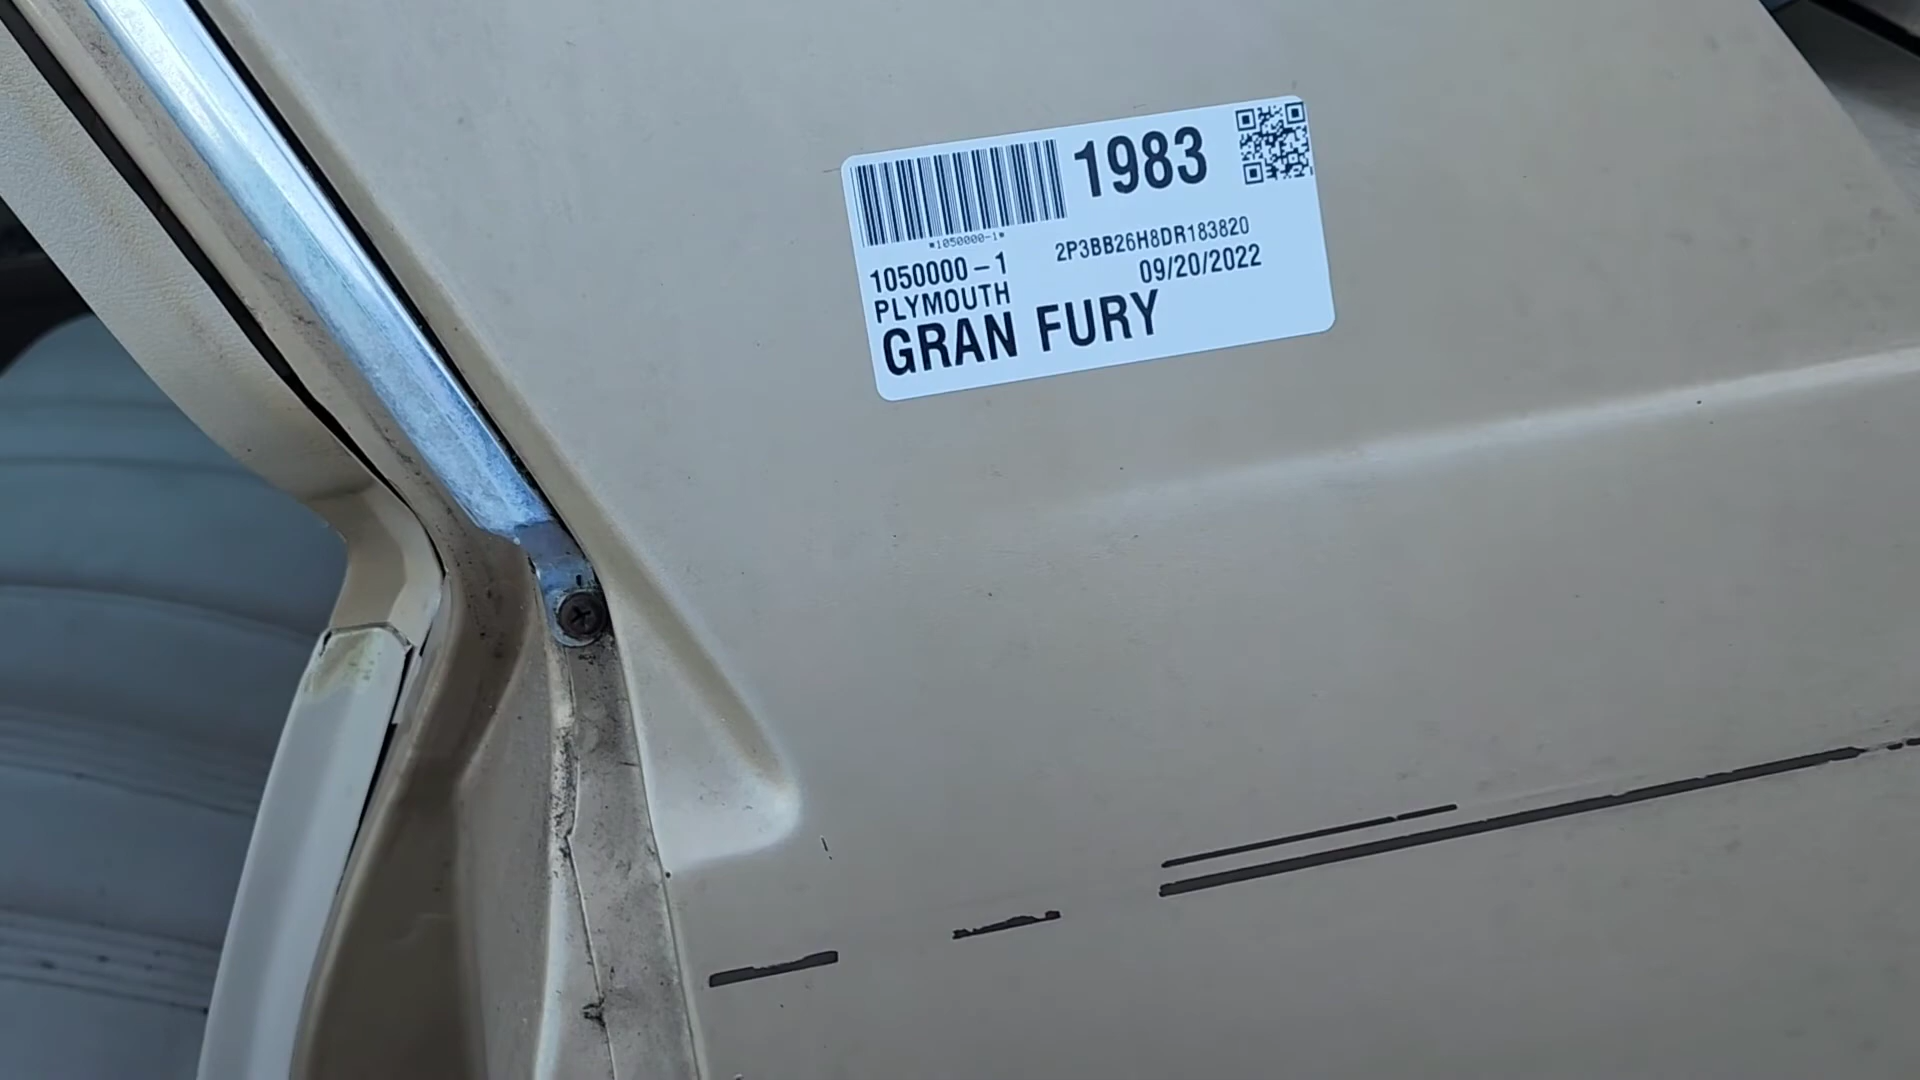 1983
*1050000-1*
2P3BB26H8DR183820
1050000-1
09/20/2022
PLYMOUTH
GRAN FURY